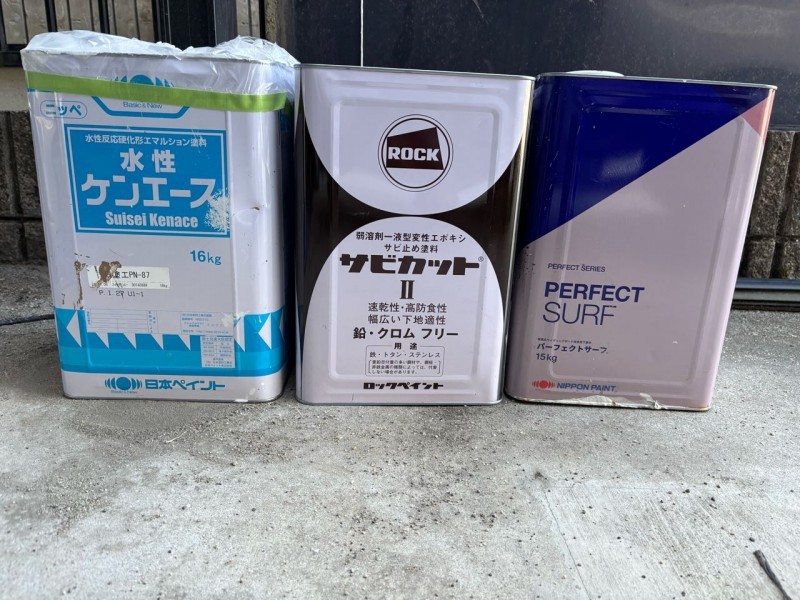 Basic & New
ニッペ
水性反応硬化形エマルション塗料
水性
ケンエース
Suisei Kenace
16kg
PN-87
日本ペイント
ROCK
弱溶剤一液型変性エポキシ
サビ止め塗料
サビカット®
II
速乾性・高防食性
幅広い下地適性
鉛・クロム フリー
用途
鉄・トタン・ステンレス
ロックペイント
PERFECT SERIES
PERFECT
SURF
パーフェクトサーフ
15kg
NIPPON PAINT